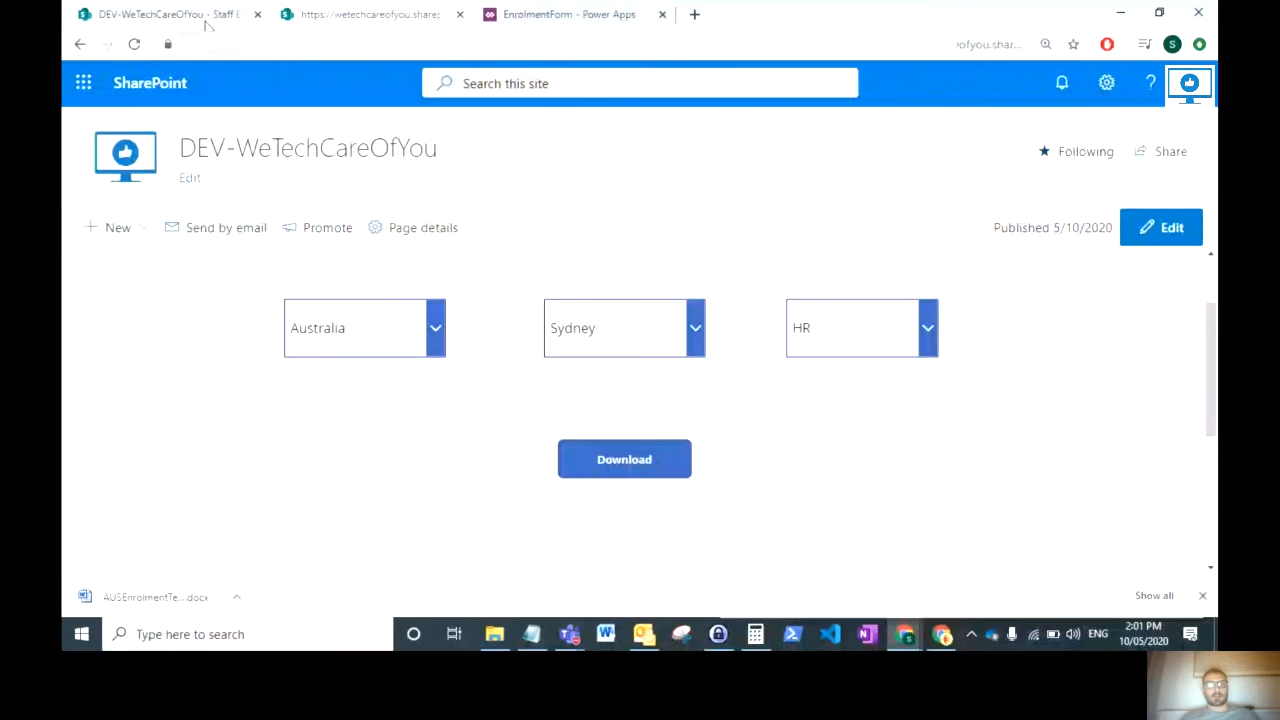 DEV-WeTechCareOfYou - Staff E
https://wetechcareofyou.sharep
EnrolmentForm - Power Apps
eofyou.shar...
S
SharePoint
Search this site
?
DEV-WeTechCareOfYou
Edit
Following
Share
New
Send by email
Promote
Page details
Published 5/10/2020
Edit
Australia
Sydney
HR
Download
AUSEnrolmentTe....docx
Show all
Type here to search
ENG
2:01 PM
10/05/2020